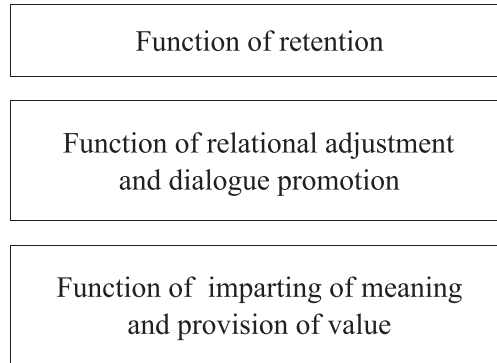 Function of retention
Function of relational adjustment
and dialogue promotion
Function of imparting of meaning
and provision of value